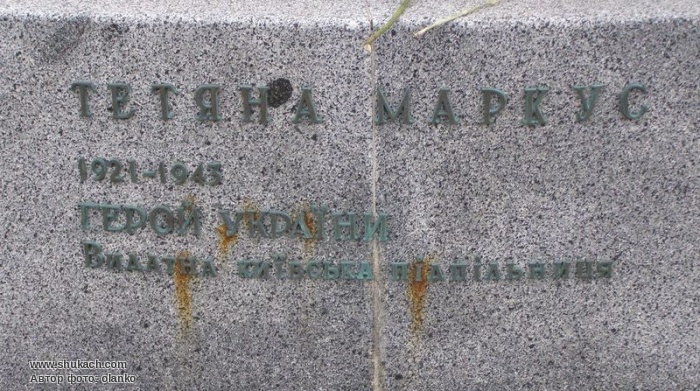 ТЕТЯНА МАРКУС
1921-1943
ГЕРОЙ УКРАЇНИ
Видатна київська підпільниця
www.shukach.com
Автор фото: olanko